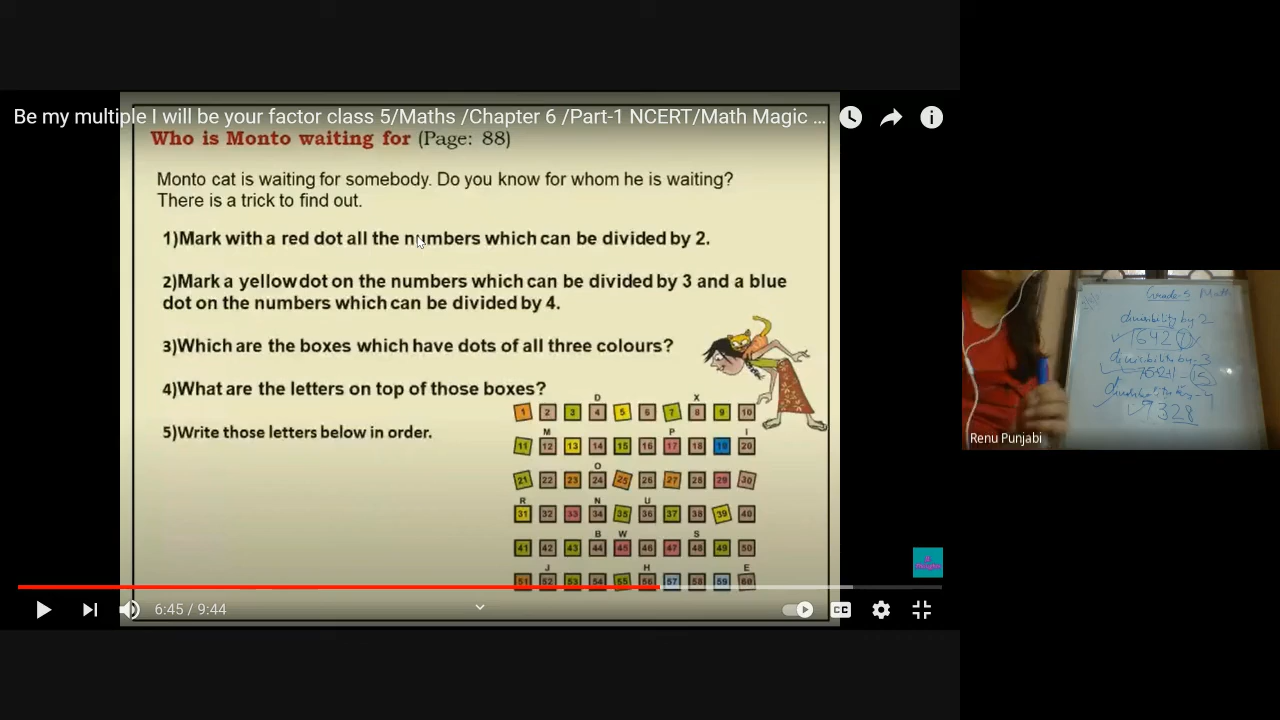 Be my multiple I will be your factor class 5/Maths /Chapter 6 /Part-1 NCERT/Math Magic ...
Who is Monto waiting for (Page: 88)
Monto cat is waiting for somebody. Do you know for whom he is waiting?
There is a trick to find out.
1)Mark with a red dot all the numbers which can be divided by 2.
2)Mark a yellow dot on the numbers which can be divided by 3 and a blue
dot on the numbers which can be divided by 4.
3)Which are the boxes which have dots of all three colours?
4)What are the letters on top of those boxes?
5)Write those letters below in order.
D X
1 2 3 4 5 6 7 8 9 10
M P I
11 12 13 14 15 16 17 18 19 20
O
21 22 23 24 25 26 27 28 29 30
R N U
31 32 33 34 35 36 37 38 39 40
B W S
41 42 43 44 45 46 47 48 49 50
J H E
51 52 53 54 55 56 57 58 59 60
6:45 / 9:44
CC
Grade-5 Math
divisibility by 2
divisibility by-3
7328
Renu Punjabi